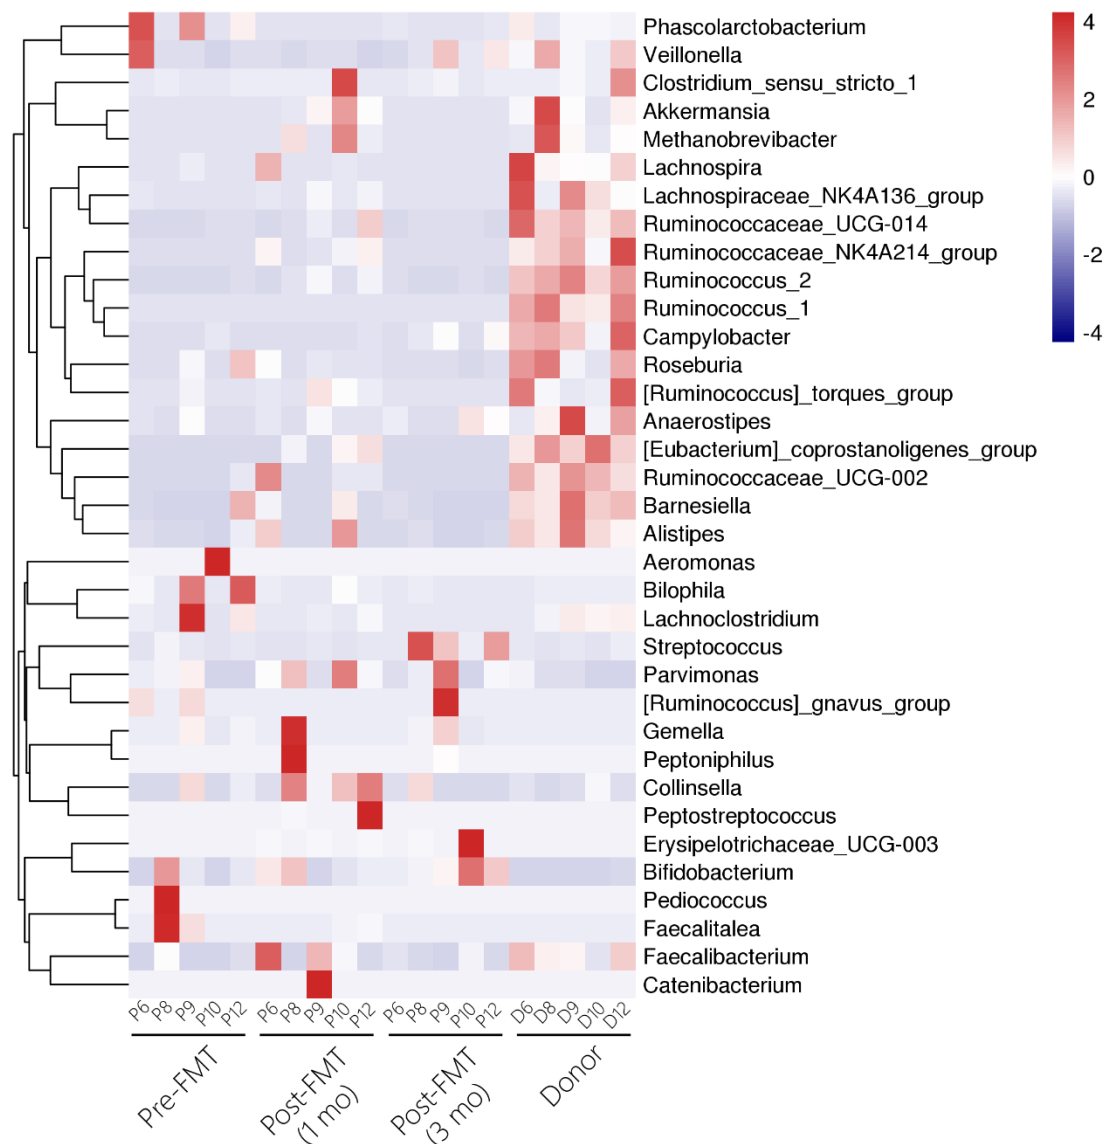 Phascolarctobacterium
Veillonella
Clostridium_sensu_stricto_1
Akkermansia
Methanobrevibacter
Lachnospira
Lachnospiraceae_NK4A136_group
Ruminococcaceae_UCG-014
Ruminococcaceae_NK4A214_group
Ruminococcus_2
Ruminococcus_1
Campylobacter
Roseburia
[Ruminococcus]_torques_group
Anaerostipes
[Eubacterium]_coprostanoligenes_group
Ruminococcaceae_UCG-002
Barnesiella
Alistipes
Aeromonas
Bilophila
Lachnoclostridium
Streptococcus
Parvimonas
[Ruminococcus]_gnavus_group
Gemella
Peptoniphilus
Collinsella
Peptostreptococcus
Erysipelotrichaceae_UCG-003
Bifidobacterium
Pediococcus
Faecalitalea
Faecalibacterium
Catenibacterium
4
2
0
-2
-4
P6 P8 P9 P10 P12 P6 P8 P9 P10 P12 P6 P8 P9 P10 P12 D6 D8 D9 D10 D12
Pre-FMT
Post-FMT
(1 mo)
Post-FMT
(3 mo)
Donor